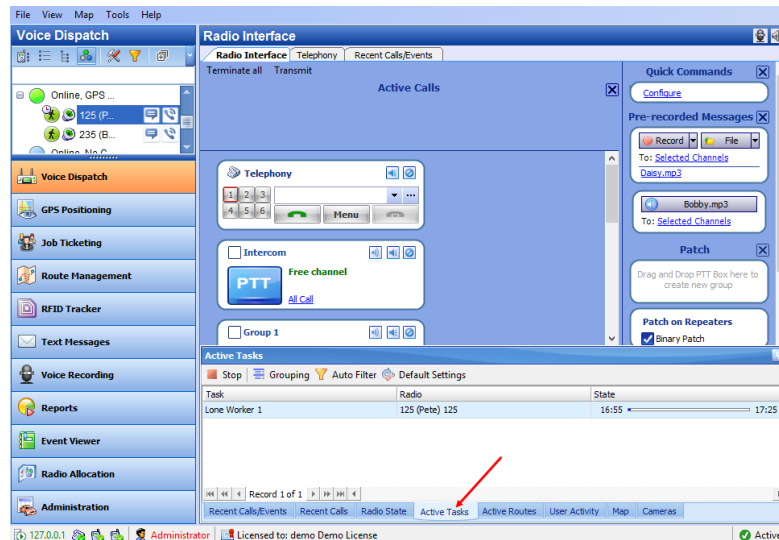 File View Map Tools Help
Voice Dispatch
Radio Interface
Radio Interface Telephony Recent Calls/Events
Terminate all Transmit
Active Calls
Online, GPS ...
125 (P...
235 (B...
Online, No G
Voice Dispatch
GPS Positioning
Job Ticketing
Route Management
RFID Tracker
Text Messages
Voice Recording
Reports
Event Viewer
Radio Allocation
Administration
Telephony
1 2 3
4 5 6 Menu
Intercom
PTT
Free channel
All Call
Group 1
Quick Commands
Configure
Pre-recorded Messages
Record File
To: Selected Channels
Daisy.mp3
Bobby.mp3
To: Selected Channels
Patch
Drag and Drop PTT Box here to
create new group
Patch on Repeaters
Binary Patch
Active Tasks
Stop Grouping Auto Filter Default Settings
Task Radio State
Lone Worker 1 125 (Pete) 125 16:55 17:25
Record 1 of 1
Recent Calls/Events Recent Calls Radio State Active Tasks Active Routes User Activity Map Cameras
127.0.0.1 Administrator Licensed to: demo Demo License Active